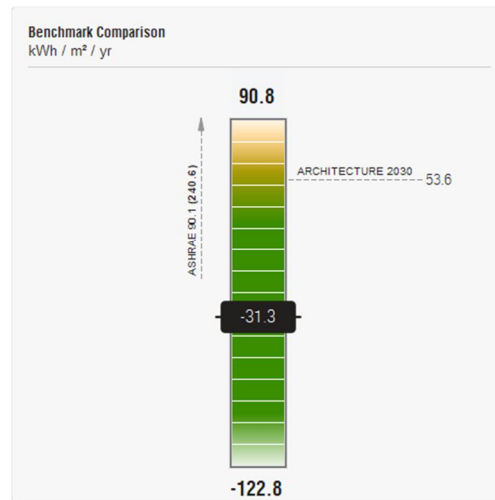 Benchmark Comparison
kWh / m² / yr
90.8
ASHRAE 90.1 (240.6)
ARCHITECTURE 2030
53.6
-31.3
-122.8